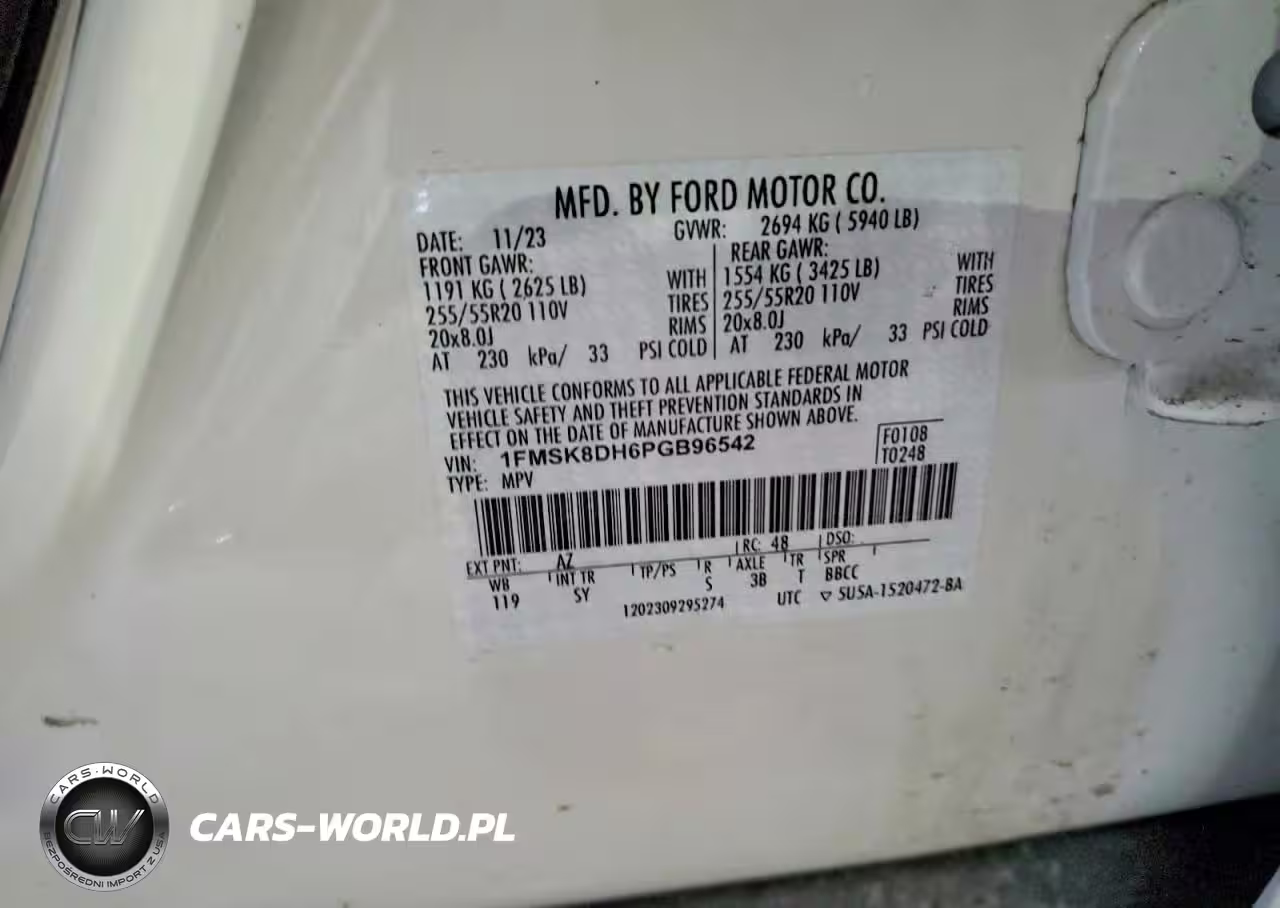 MFD. BY FORD MOTOR CO.
DATE: 11/23 GVWR: 2694 KG ( 5940 LB)
FRONT GAWR: REAR GAWR:
1191 KG ( 2625 LB) WITH 1554 KG ( 3425 LB) WITH
255/55R20 110V TIRES 255/55R20 110V TIRES
20x8.0J RIMS 20x8.0J RIMS
AT 230 kPa/ 33 PSI COLD AT 230 kPa/ 33 PSI COLD
THIS VEHICLE CONFORMS TO ALL APPLICABLE FEDERAL MOTOR
VEHICLE SAFETY AND THEFT PREVENTION STANDARDS IN
EFFECT ON THE DATE OF MANUFACTURE SHOWN ABOVE.
VIN: 1FMSK8DH6PGB96542 F0108
TYPE: MPV T0248
EXT PNT: AZ RC: 48 DSO:
WB INT TR TP/PS R AXLE TR SPR
119 SY S 3B T BBCC
1202309295274 UTC ▽ 5U5A-1520472-BA
CARS-WORLD
CW
BEZPOŚREDNI IMPORT Z USA
CARS-WORLD.PL